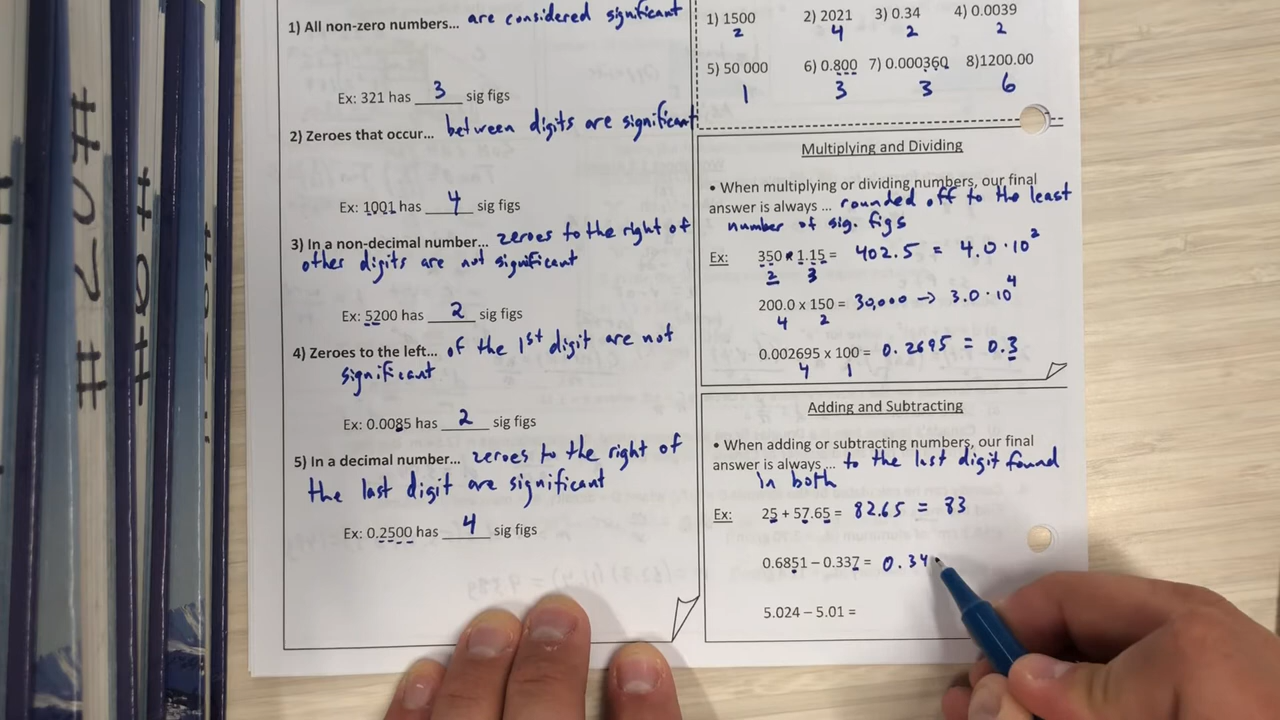 1) All non-zero numbers... are considered significant
Ex: 321 has 3 sig figs
2) Zeroes that occur... between digits are significant
Ex: 1001 has 4 sig figs
3) In a non-decimal number... zeroes to the right of
other digits are not significant
Ex: 5200 has 2 sig figs
4) Zeroes to the left... of the 1st digit are not
significant
Ex: 0.0085 has 2 sig figs
5) In a decimal number... zeroes to the right of
the last digit are significant
Ex: 0.2500 has 4 sig figs
1) 1500 2) 2021 3) 0.34 4) 0.0039
2 4 2 2
5) 50 000 6) 0.800 7) 0.000360 8)1200.00
1 3 3 6
Multiplying and Dividing
• When multiplying or dividing numbers, our final
answer is always ... rounded off to the least
number of sig. figs
Ex: 350 × 1.15 = 402.5 = 4.0 · 10²
2 3
200.0 x 150 = 30,000 → 3.0 · 10⁴
4 2
0.002695 x 100 = 0.2695 = 0.3
4 1
Adding and Subtracting
• When adding or subtracting numbers, our final
answer is always ... to the last digit found
in both
Ex: 25 + 57.65 = 82.65 = 83
0.6851 – 0.337 = 0.34
5.024 – 5.01 =
#20#